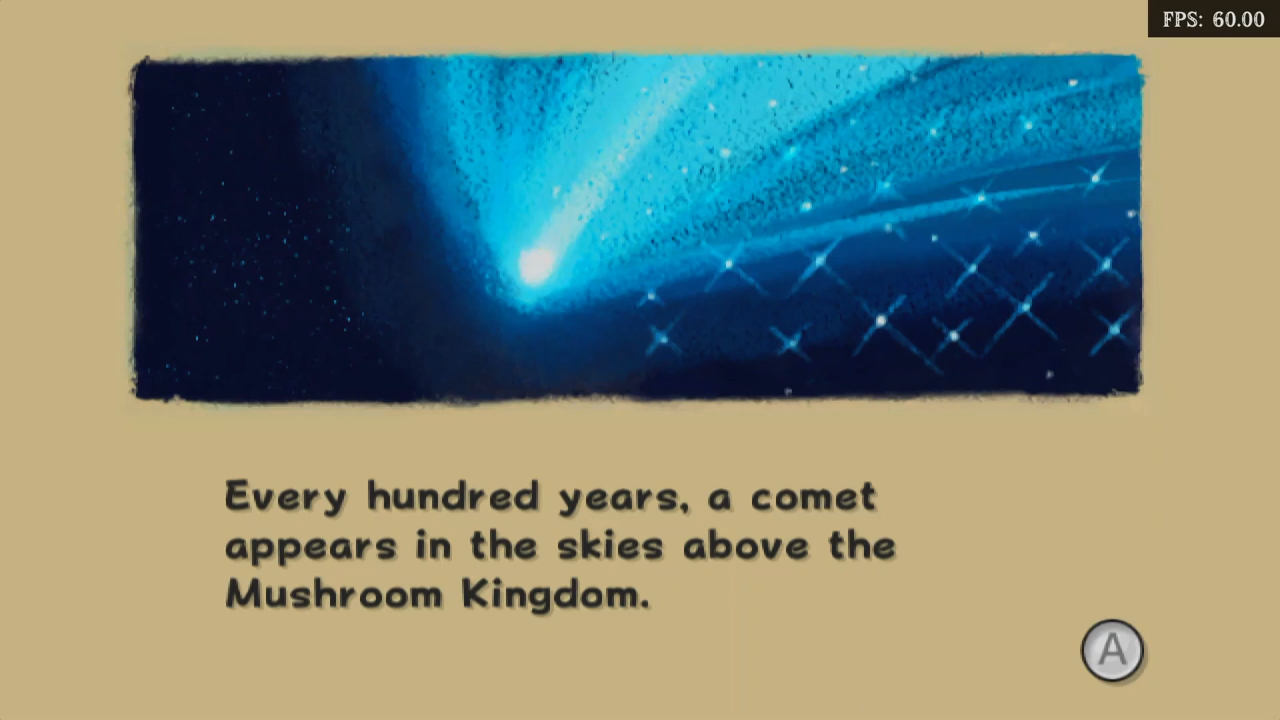 FPS: 60.00
Every hundred years, a comet
appears in the skies above the
Mushroom Kingdom.
A